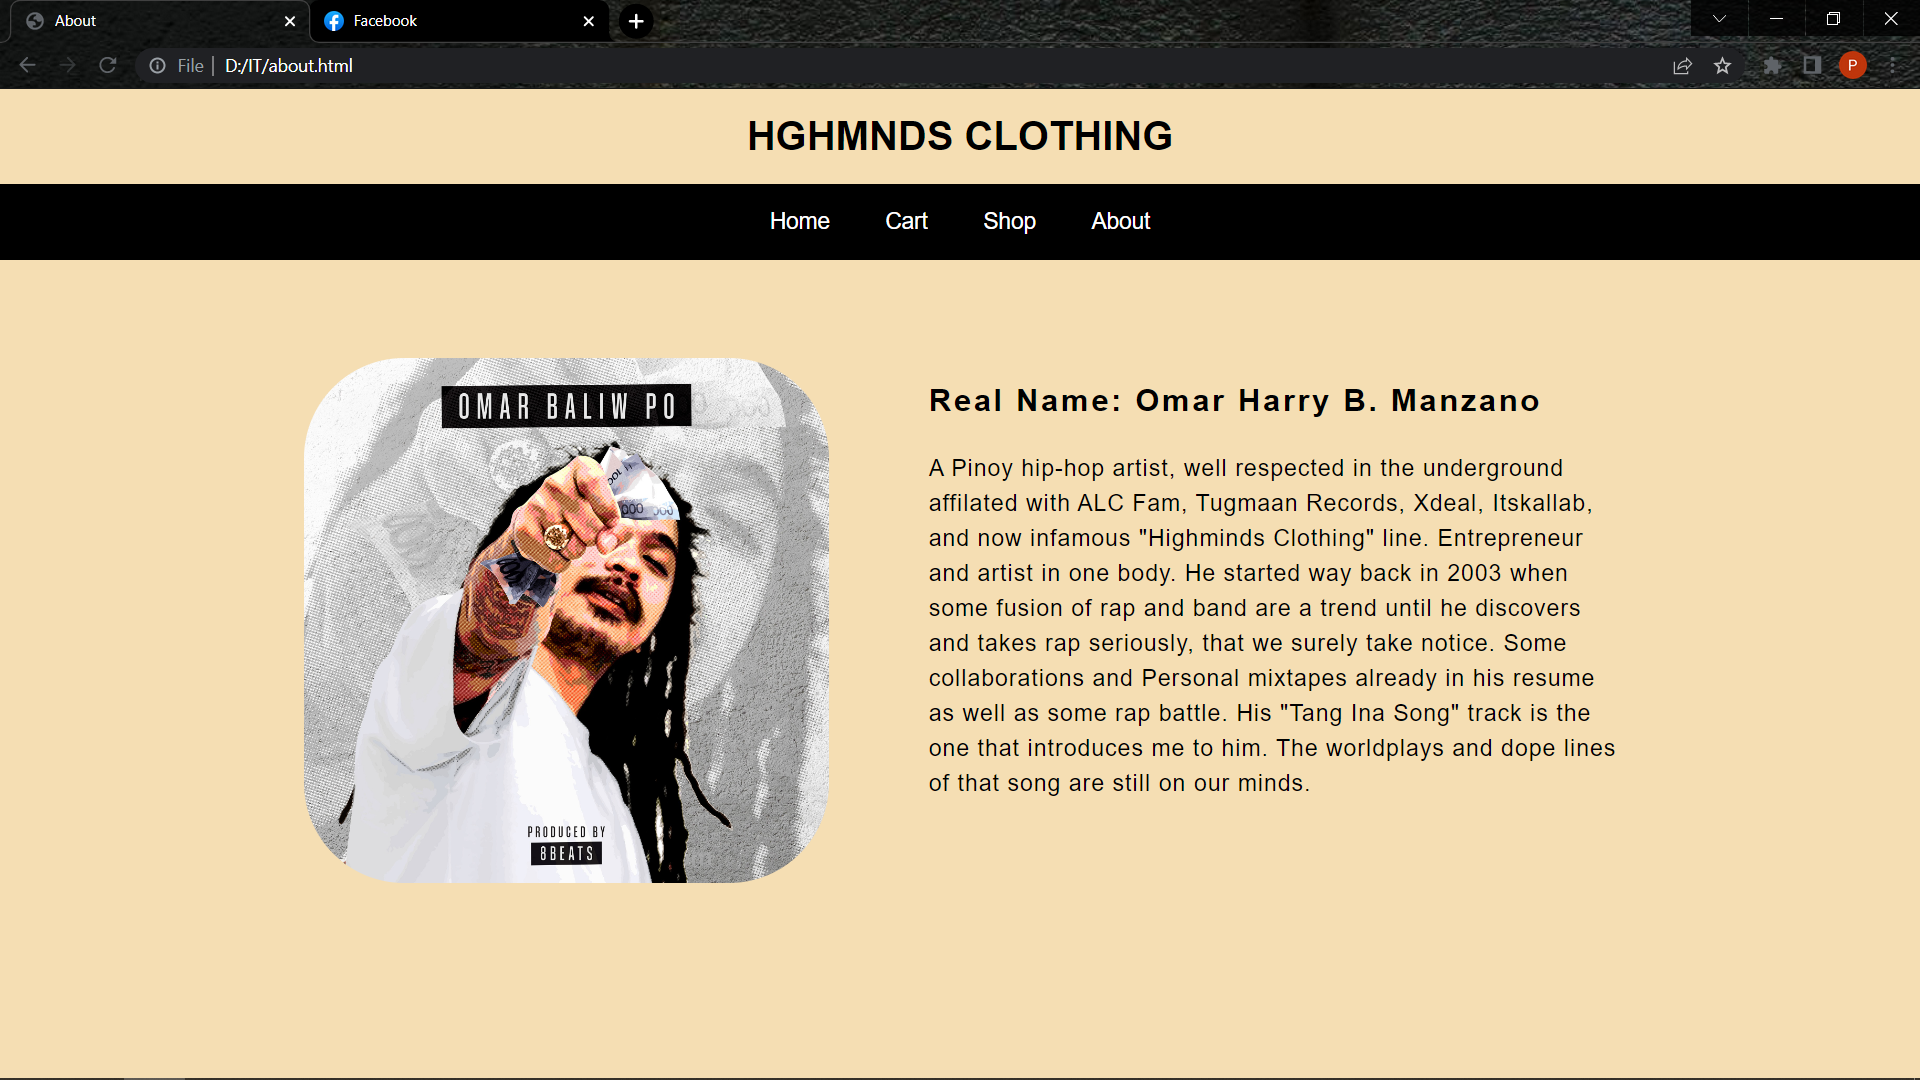 About
Facebook
File
D:/IT/about.html
P
HGHMNDS CLOTHING
Home
Cart
Shop
About
OMAR BALIW PO
PRODUCED BY
8BEATS
Real Name: Omar Harry B. Manzano
A Pinoy hip-hop artist, well respected in the underground
affilated with ALC Fam, Tugmaan Records, Xdeal, Itskallab,
and now infamous "Highminds Clothing" line. Entrepreneur
and artist in one body. He started way back in 2003 when
some fusion of rap and band are a trend until he discovers
and takes rap seriously, that we surely take notice. Some
collaborations and Personal mixtapes already in his resume
as well as some rap battle. His "Tang Ina Song" track is the
one that introduces me to him. The worldplays and dope lines
of that song are still on our minds.